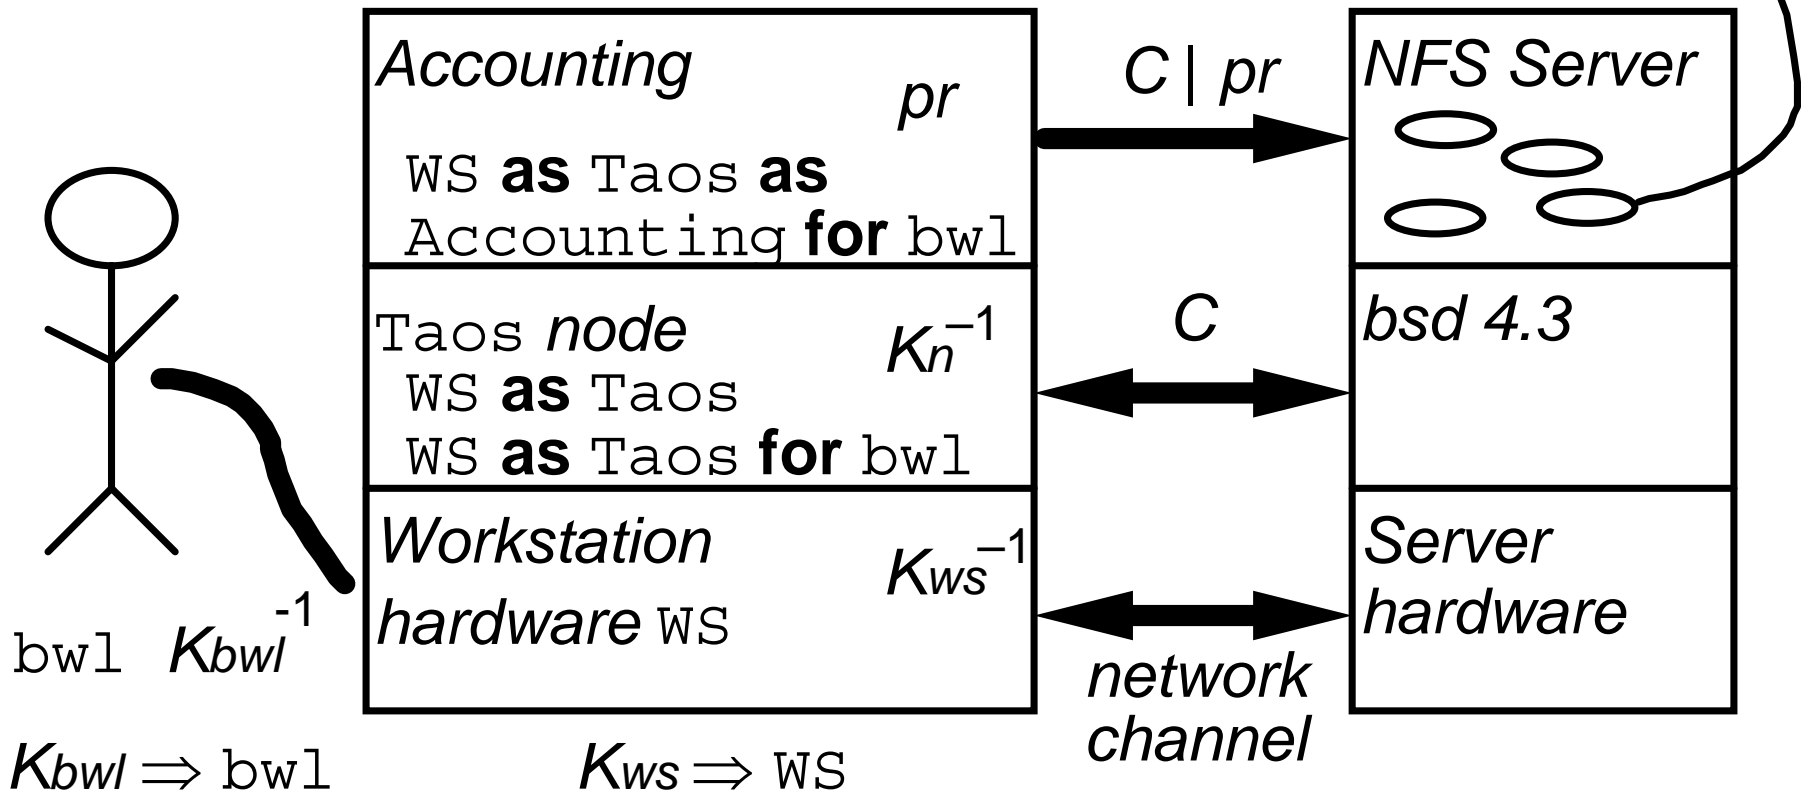 Accounting
pr
WS as Taos as
Accounting for bwl
C | pr
NFS Server
Taos node
Kn⁻¹
WS as Taos
WS as Taos for bwl
C
bsd 4.3
Workstation
hardware WS
Kws⁻¹
network
channel
Server
hardware
bwl Kbwl⁻¹
Kbwl ⇒ bwl
Kws ⇒ WS